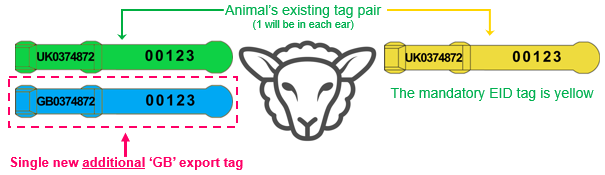 Animal's existing tag pair
(1 will be in each ear)
UK0374872 00123
UK0374872 00123
GB0374872 00123
The mandatory EID tag is yellow
Single new additional 'GB' export tag